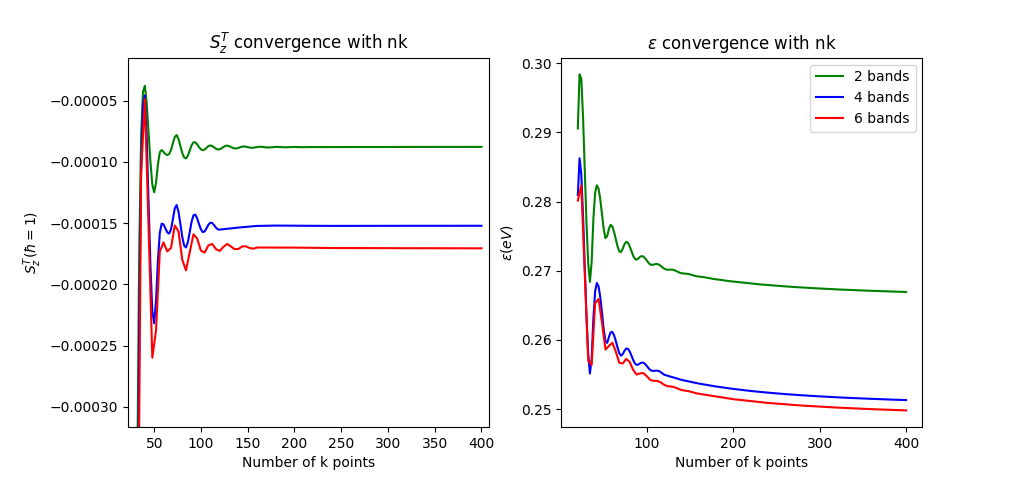 $S_z^T$ convergence with nk
−0.00005
−0.00010
−0.00015
−0.00020
−0.00025
−0.00030
$S_z^T(\hbar = 1)$
50 100 150 200 250 300 350 400
Number of k points
ε convergence with nk
0.30
0.29
0.28
0.27
0.26
0.25
ε(eV)
2 bands
4 bands
6 bands
100 200 300 400
Number of k points